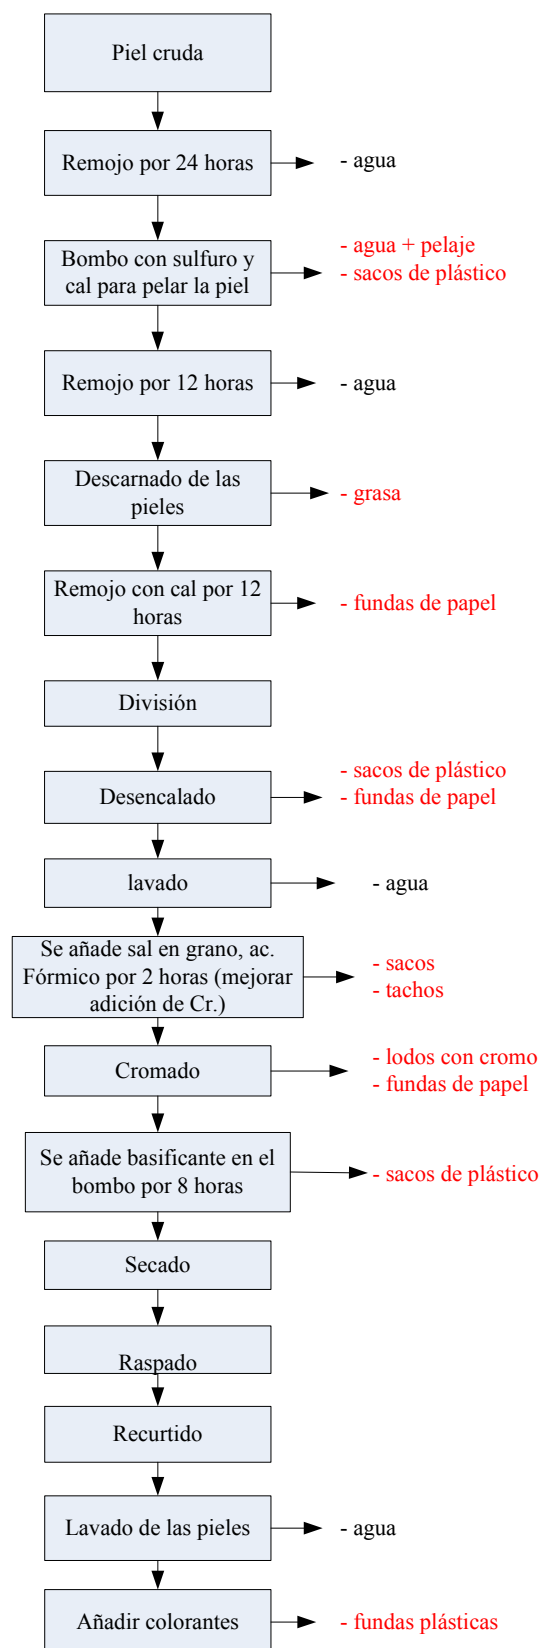 Piel cruda
Remojo por 24 horas
- agua
Bombo con sulfuro y
cal para pelar la piel
- agua + pelaje
- sacos de plástico
Remojo por 12 horas
- agua
Descarnado de las
pieles
- grasa
Remojo con cal por 12
horas
- fundas de papel
División
Desencalado
- sacos de plástico
- fundas de papel
lavado
- agua
Se añade sal en grano, ac.
Fórmico por 2 horas (mejorar
adición de Cr.)
- sacos
- tachos
Cromado
- lodos con cromo
- fundas de papel
Se añade basificante en el
bombo por 8 horas
- sacos de plástico
Secado
Raspado
Recurtido
Lavado de las pieles
- agua
Añadir colorantes
- fundas plásticas